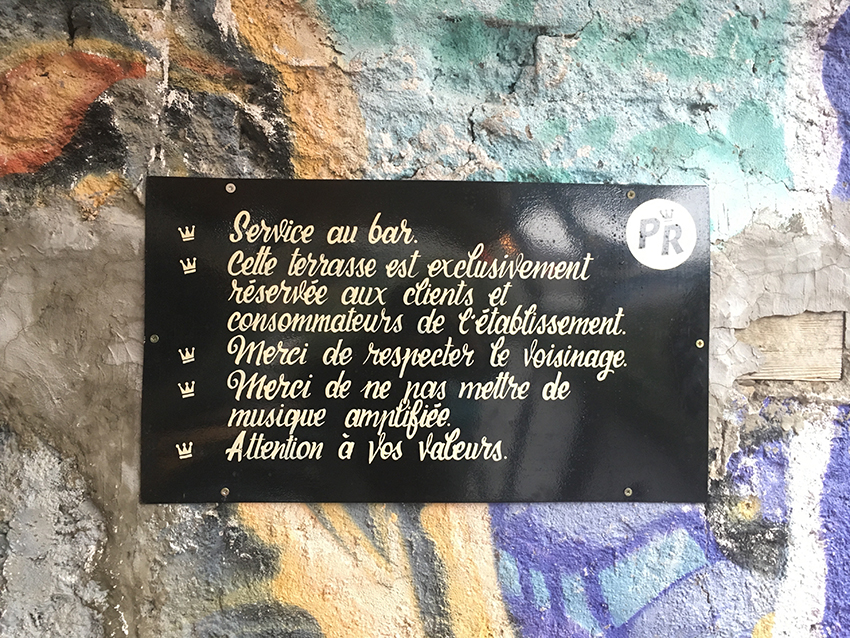 PR
Service au bar.
Cette terrasse est exclusivement
réservée aux clients et
consommateurs de l'établissement.
Merci de respecter le voisinage.
Merci de ne pas mettre de
musique amplifiée.
Attention à vos valeurs.